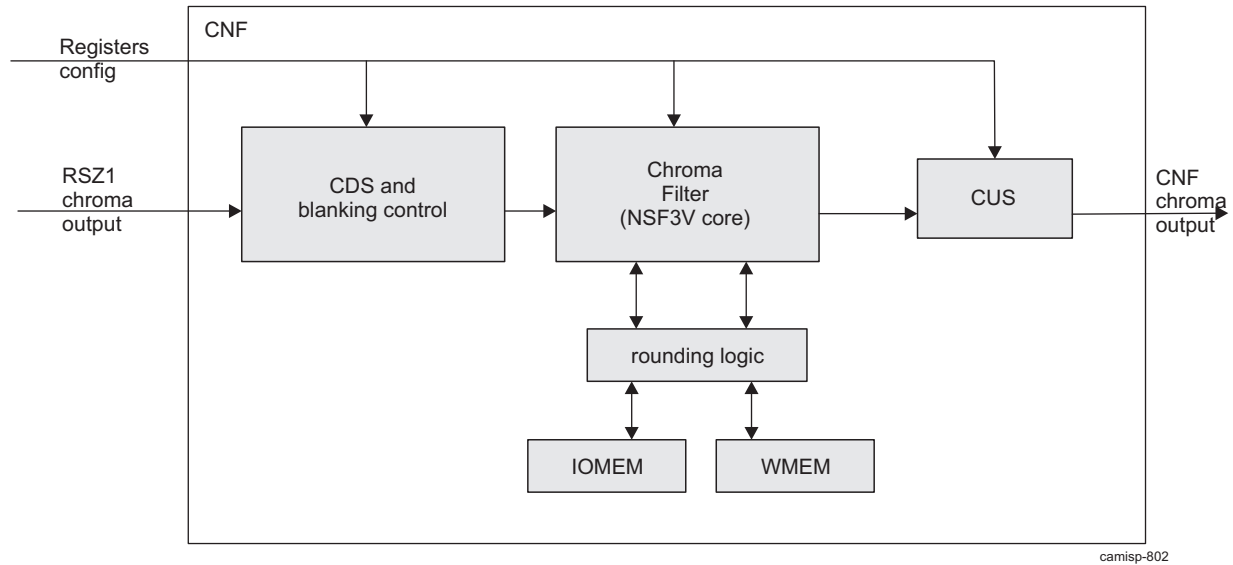 CNF
Registers
config
CDS and
blanking control
Chroma
Filter
(NSF3V core)
CUS
RSZ1
chroma
output
CNF
chroma
output
rounding logic
IOMEM
WMEM
camisp-802